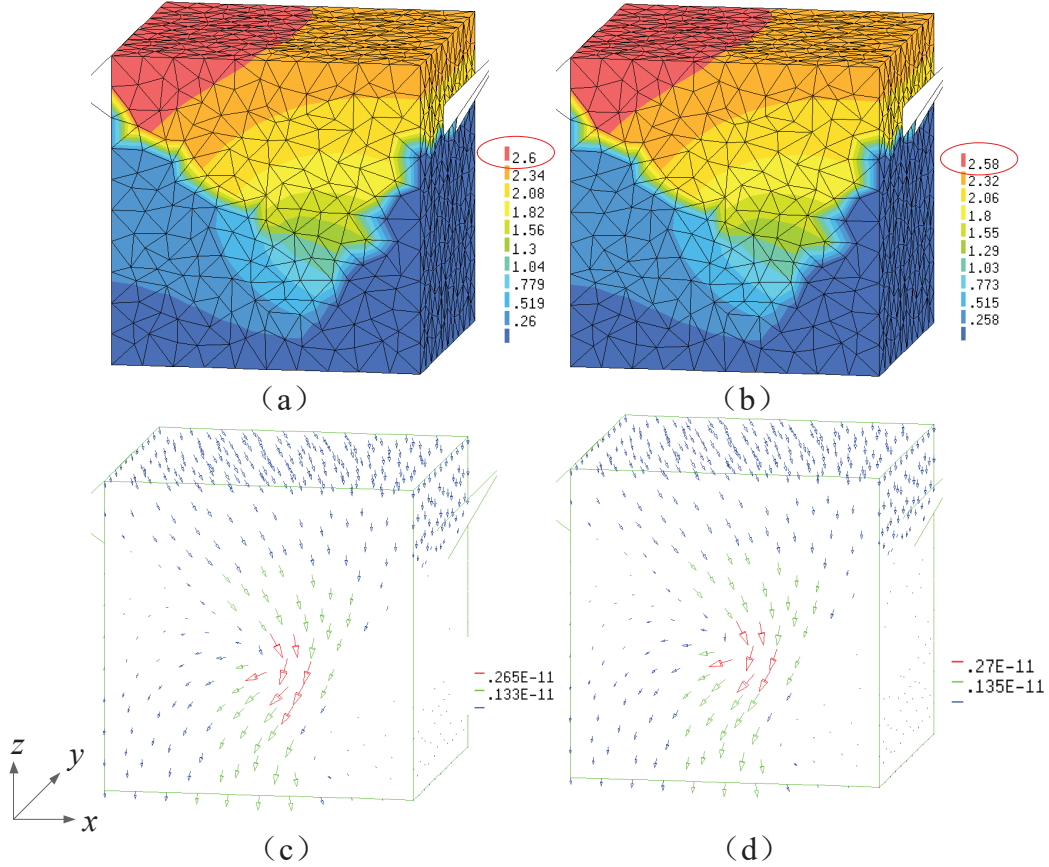 2.6
2.34
2.08
1.82
1.56
1.3
1.04
.779
.519
.26
(a)
2.58
2.32
2.06
1.8
1.55
1.29
1.03
.773
.515
.258
(b)
.265E-11
.133E-11
z
y
x
(c)
.27E-11
.135E-11
(d)